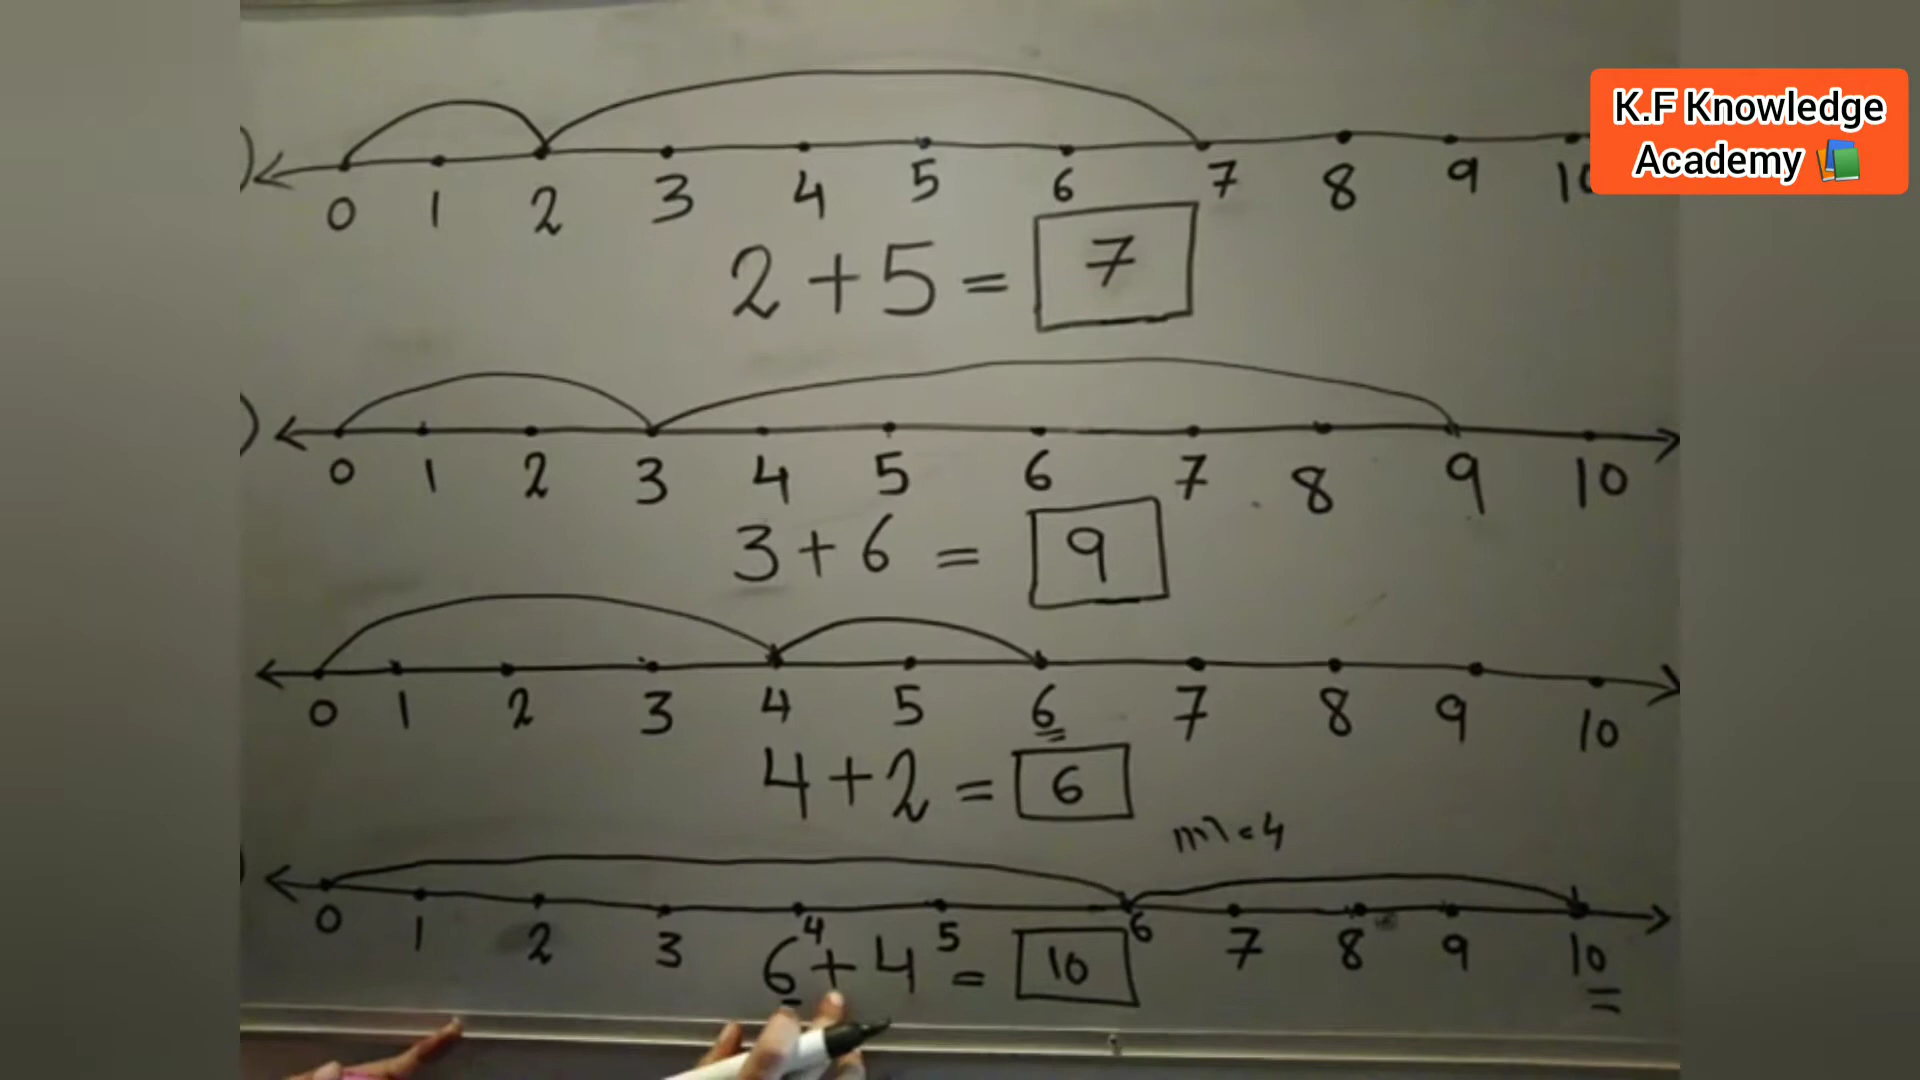 K.F Knowledge
Academy
0 1 2 3 4 5 6 7 8 9 10
2 + 5 = 7
0 1 2 3 4 5 6 7 8 9 10
3 + 6 = 9
0 1 2 3 4 5 6 7 8 9 10
4 + 2 = 6
0 1 2 3 4 5 6 7 8 9 10
6 + 4 = 10